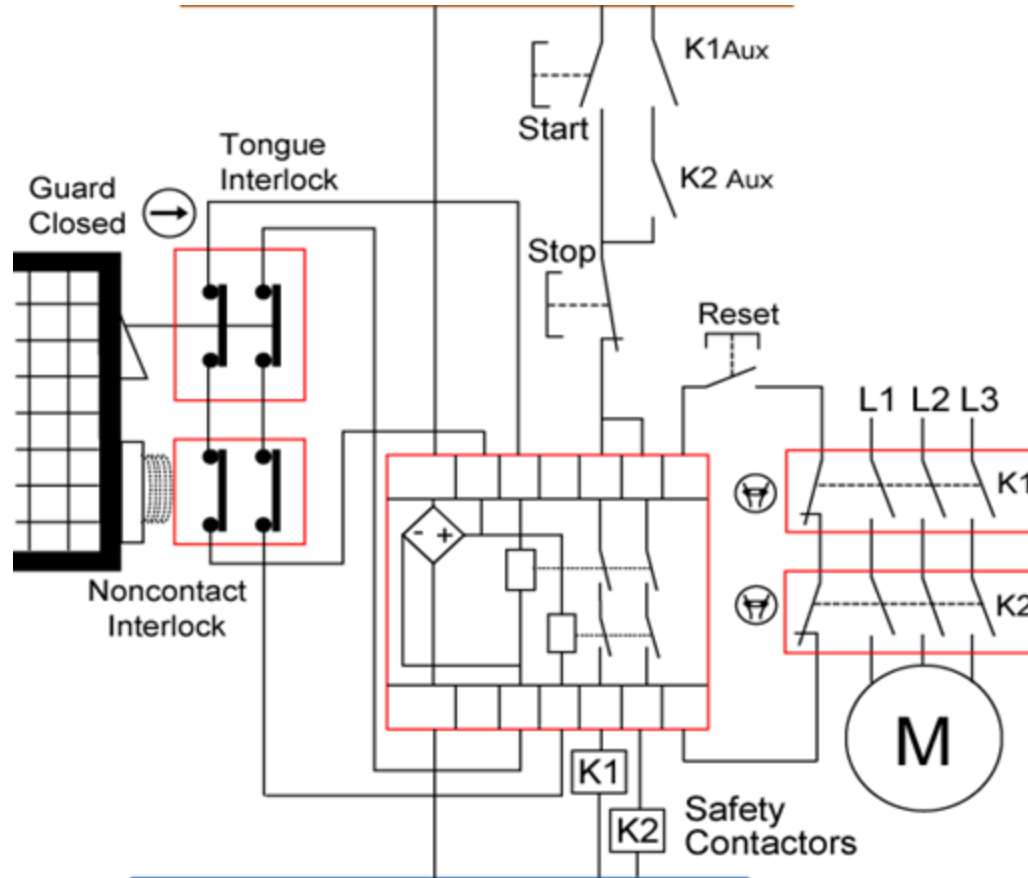 K1Aux
Start
Tongue
Interlock
K2 Aux
Guard
Closed
Stop
Reset
L1 L2 L3
K1
- +
Noncontact
Interlock
K2
M
K1
K2
Safety
Contactors